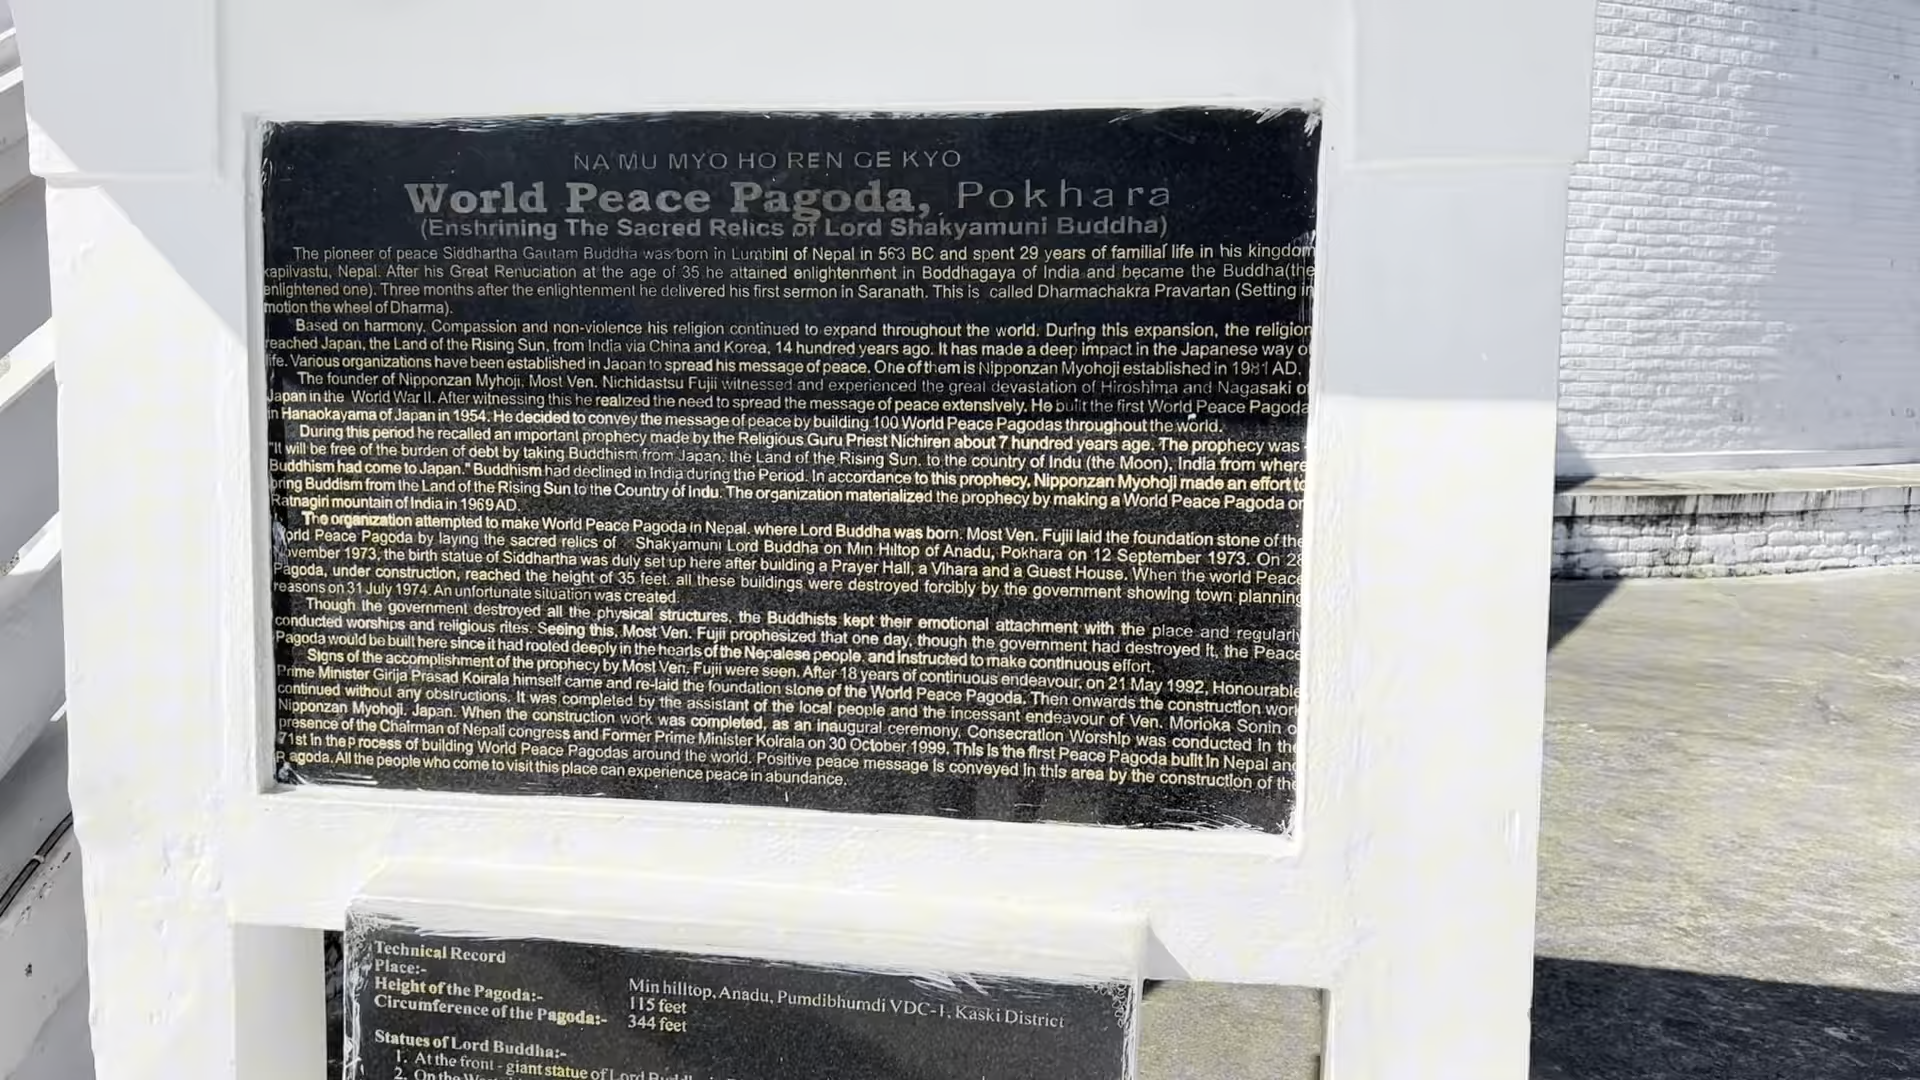 NA MU MYO HO REN GE KYO
World Peace Pagoda, Pokhara
(Enshrining The Sacred Relics of Lord Shakyamuni Buddha)
The pioneer of peace Siddhartha Gautam Buddha was born in Lumbini of Nepal in 563 BC and spent 29 years of familial life in his kingdom
kapilvastu, Nepal. After his Great Renuciation at the age of 35 he attained enlightenment in Boddhagaya of India and became the Buddha(the
enlightened one). Three months after the enlightenment he delivered his first sermon in Saranath. This is called Dharmachakra Pravartan (Setting in
motion the wheel of Dharma).
Based on harmony, Compassion and non-violence his religion continued to expand throughout the world. During this expansion, the religion
reached Japan, the Land of the Rising Sun, from India via China and Korea, 14 hundred years ago. It has made a deep impact in the Japanese way of
life. Various organizations have been established in Japan to spread his message of peace. One of them is Nipponzan Myohoji established in 1981 AD.
The founder of Nipponzan Myhoji, Most Ven. Nichidastsu Fujii witnessed and experienced the great devastation of Hiroshima and Nagasaki of
Japan in the World War II. After witnessing this he realized the need to spread the message of peace extensively. He built the first World Peace Pagoda
in Hanaokayama of Japan in 1954. He decided to convey the message of peace by building 100 World Peace Pagodas throughout the world.
During this period he recalled an important prophecy made by the Religious Guru Priest Nichiren about 7 hundred years age. The prophecy was -
"It will be free of the burden of debt by taking Buddhism from Japan, the Land of the Rising Sun, to the country of Indu (the Moon), India from where
Buddhism had come to Japan." Buddhism had declined in India during the Period. In accordance to this prophecy, Nipponzan Myohoji made an effort to
bring Buddism from the Land of the Rising Sun to the Country of Indu. The organization materialized the prophecy by making a World Peace Pagoda on
Ratnagiri mountain of India in 1969 AD.
The organization attempted to make World Peace Pagoda in Nepal, where Lord Buddha was born. Most Ven. Fujii laid the foundation stone of the
World Peace Pagoda by laying the sacred relics of Shakyamuni Lord Buddha on Min Hiltop of Anadu, Pokhara on 12 September 1973. On 28
November 1973, the birth statue of Siddhartha was duly set up here after building a Prayer Hall, a Vihara and a Guest House. When the world Peace
Pagoda, under construction, reached the height of 35 feet, all these buildings were destroyed forcibly by the government showing town planning
reasons on 31 July 1974. An unfortunate situation was created.
Though the government destroyed all the physical structures, the Buddhists kept their emotional attachment with the place and regularly
conducted worships and religious rites. Seeing this, Most Ven. Fujii prophesized that one day, though the government had destroyed it, the Peace
Pagoda would be built here since it had rooted deeply in the hearts of the Nepalese people, and instructed to make continuous effort.
Signs of the accomplishment of the prophecy by Most Ven. Fujii were seen. After 18 years of continuous endeavour, on 21 May 1992, Honourable
Prime Minister Girija Prasad Koirala himself came and re-laid the foundation stone of the World Peace Pagoda. Then onwards the construction work
continued without any obstructions. It was completed by the assistant of the local people and the incessant endeavour of Ven. Morioka Sonin of
Nipponzan Myohoji, Japan. When the construction work was completed, as an inaugural ceremony, Consecration Worship was conducted in the
presence of the Chairman of Nepali congress and Former Prime Minister Koirala on 30 October 1999. This is the first Peace Pagoda built in Nepal and
71st in the process of building World Peace Pagodas around the world. Positive peace message is conveyed in this area by the construction of the
Pagoda. All the people who come to visit this place can experience peace in abundance.
Technical Record
Place:- Min hilltop, Anadu, Pumdibhumdi VDC-1, Kaski District
Height of the Pagoda:- 115 feet
Circumference of the Pagoda:- 344 feet
Statues of Lord Buddha:-
1. At the front - giant statue of Lord
2. On the